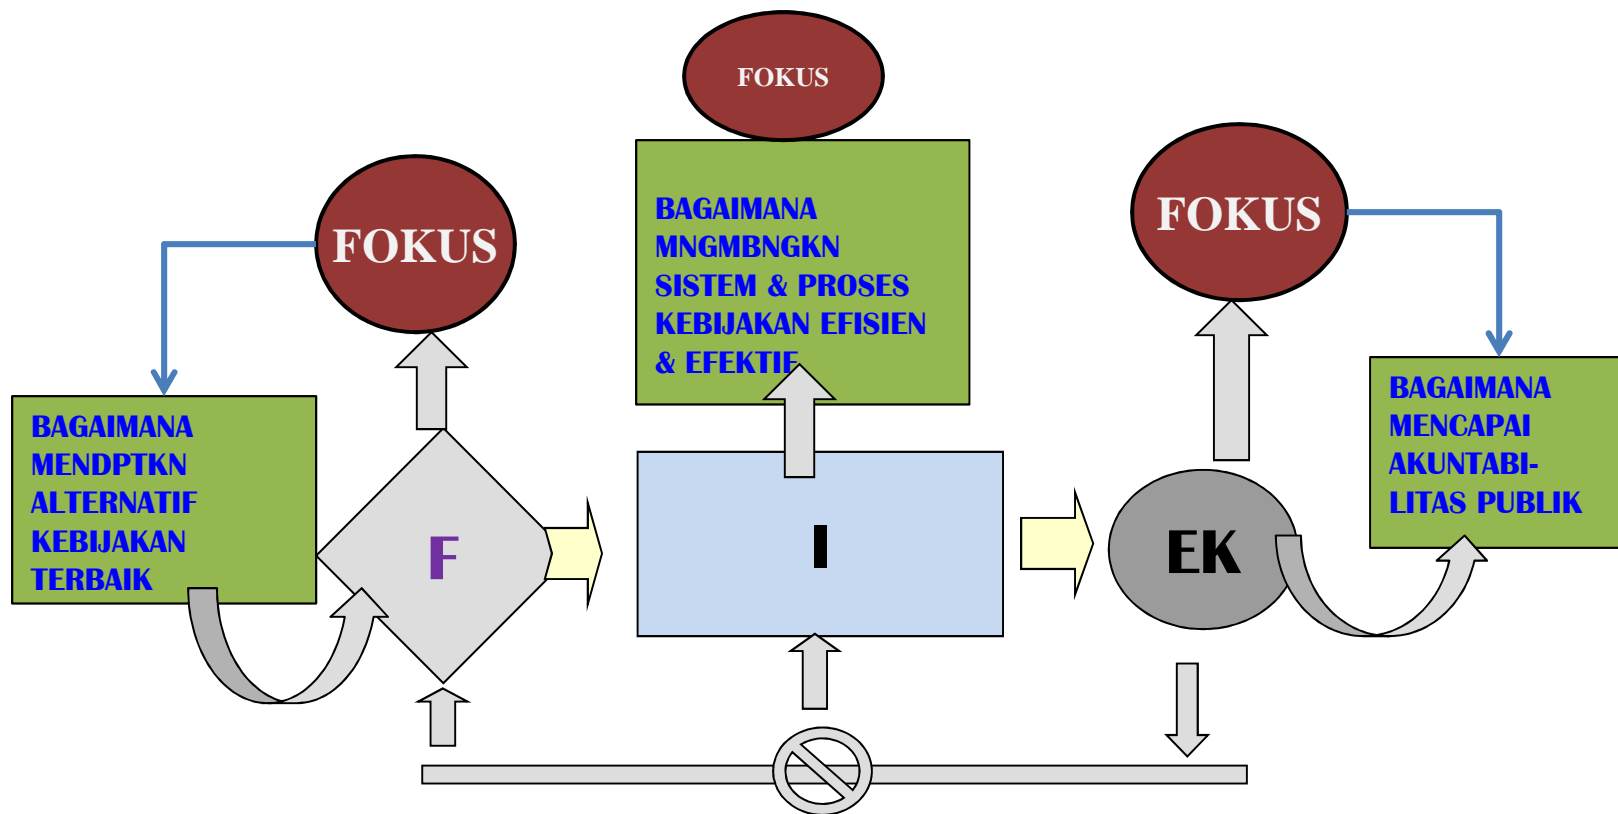 FOKUS
BAGAIMANA
MNGMBNGKN
SISTEM & PROSES
KEBIJAKAN EFISIEN
& EFEKTIF
FOKUS
FOKUS
BAGAIMANA
MENDPTKN
ALTERNATIF
KEBIJAKAN
TERBAIK
BAGAIMANA
MENCAPAI
AKUNTABI-
LITAS PUBLIK
F
I
EK